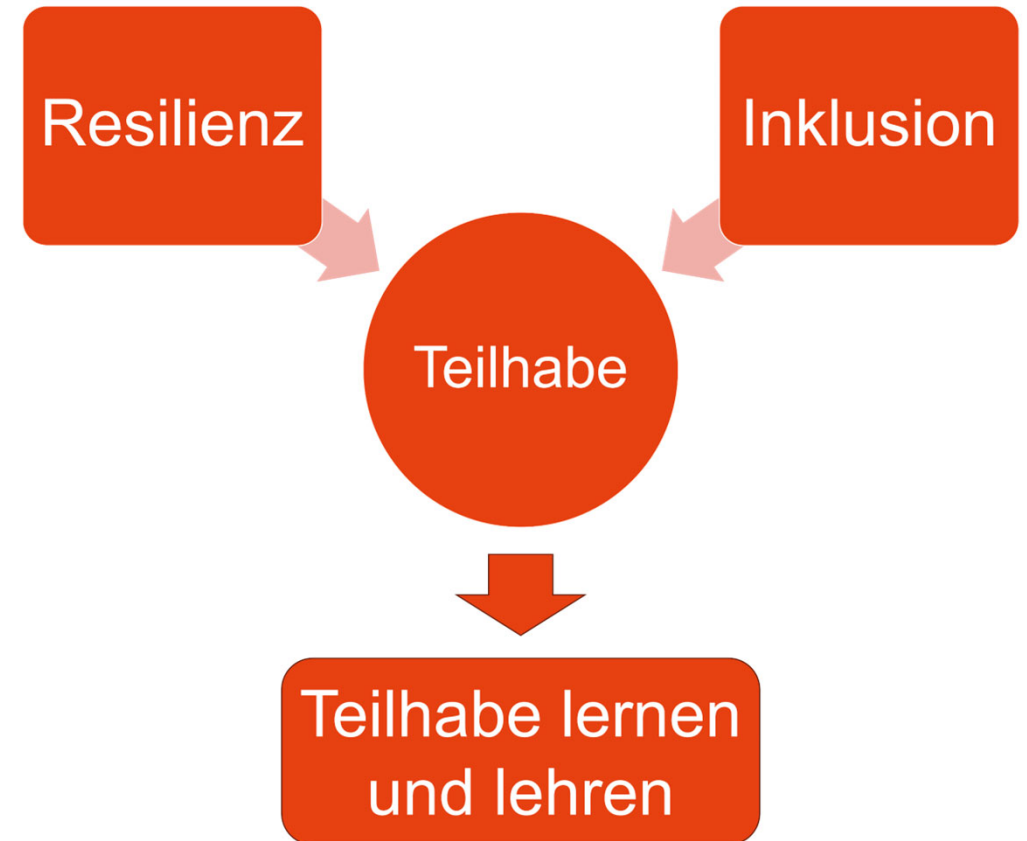 Resilienz
Inklusion
Teilhabe
Teilhabe lernen
und lehren